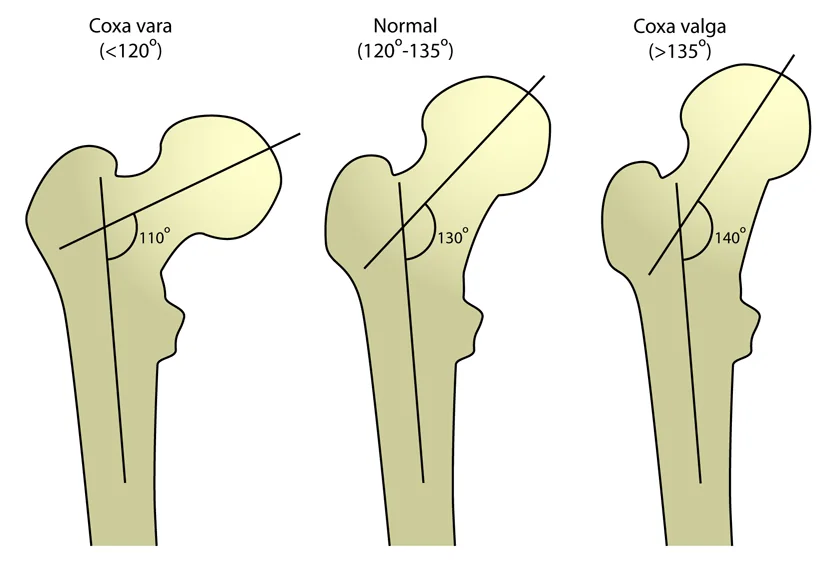 Coxa vara
(<120°)
Normal
(120°-135°)
Coxa valga
(>135°)
110°
130°
140°